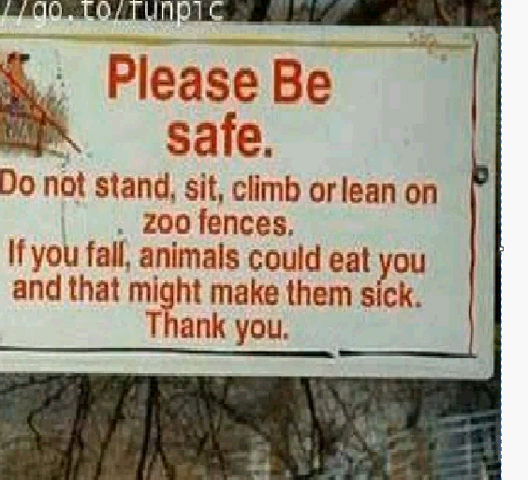 //go.to/funpic
Please Be
safe.
Do not stand, sit, climb or lean on
zoo fences.
If you fall, animals could eat you
and that might make them sick.
Thank you.